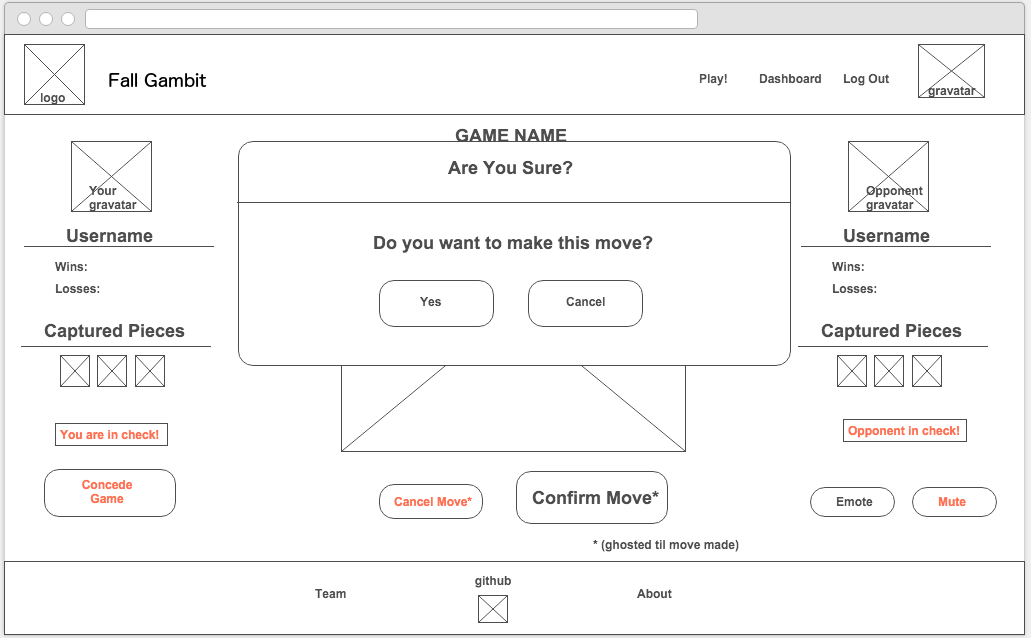 logo
Fall Gambit
Play!
Dashboard
Log Out
gravatar
GAME NAME
Your
gravatar
Username
Wins:
Losses:
Captured Pieces
You are in check!
Concede
Game
Are You Sure?
Do you want to make this move?
Yes
Cancel
Cancel Move*
Confirm Move*
* (ghosted til move made)
Opponent
gravatar
Username
Wins:
Losses:
Captured Pieces
Opponent in check!
Emote
Mute
Team
github
About